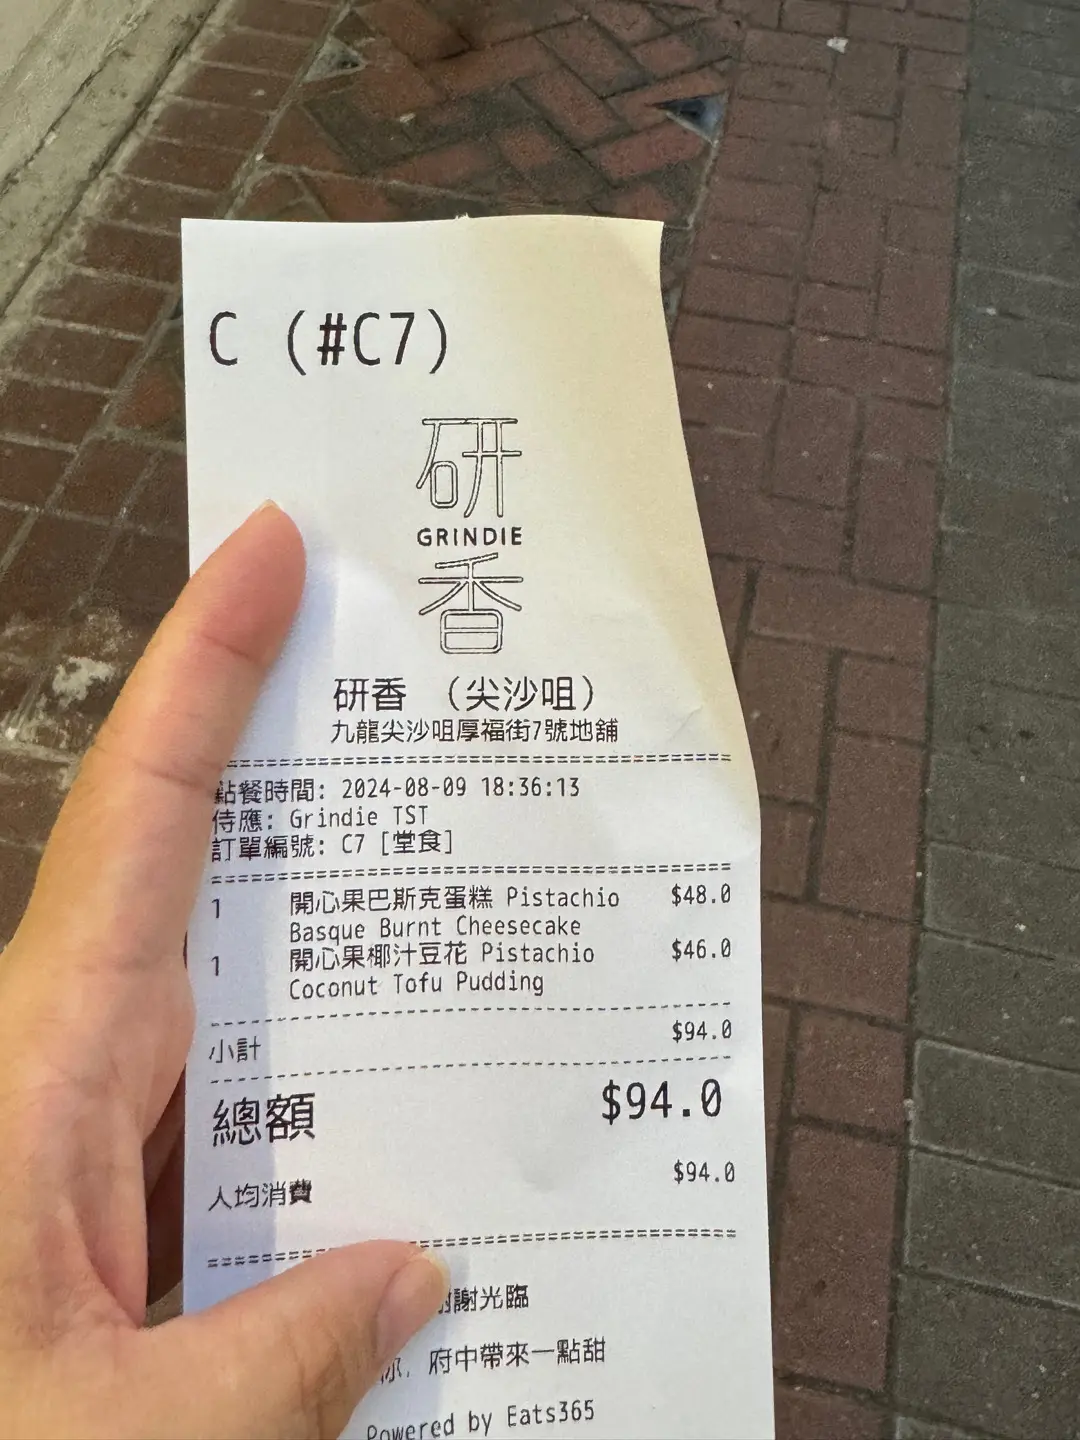 C (#C7)
研
GRINDIE
香
研香 (尖沙咀)
九龍尖沙咀厚福街7號地舖
點餐時間: 2024-08-09 18:36:13
侍應: Grindie TST
訂單編號: C7 [堂食]
1 開心果巴斯克蛋糕 Pistachio $48.0
Basque Burnt Cheesecake
1 開心果椰汁豆花 Pistachio $46.0
Coconut Tofu Pudding
小計 $94.0
總額 $94.0
人均消費 $94.0
謝光臨
你, 府中帶來一點甜
Powered by Eats365